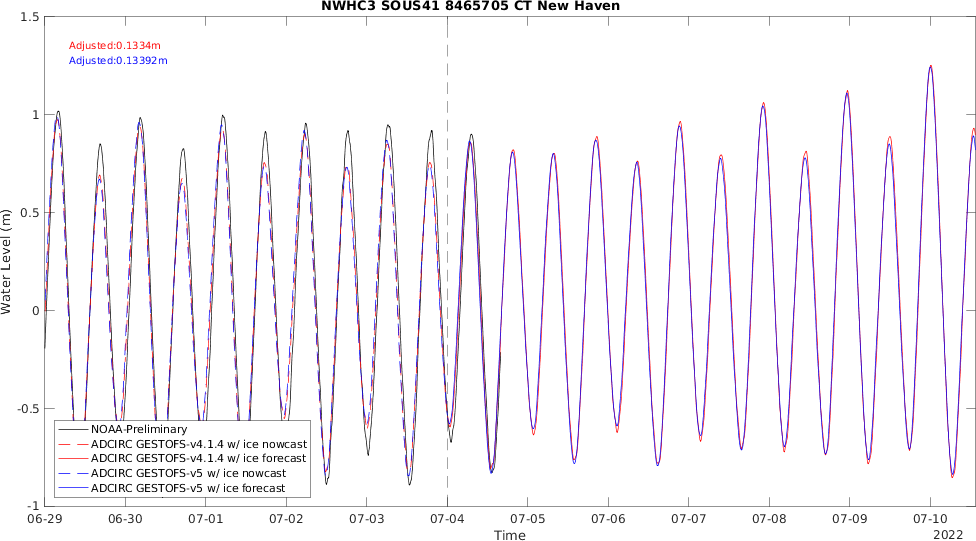 NWHC3 SOUS41 8465705 CT New Haven
1.5
Adjusted:0.1334m
Adjusted:0.13392m
1
0.5
Water Level (m)
0
-0.5
NOAA-Preliminary
ADCIRC GESTOFS-v4.1.4 w/ ice nowcast
ADCIRC GESTOFS-v4.1.4 w/ ice forecast
ADCIRC GESTOFS-v5 w/ ice nowcast
ADCIRC GESTOFS-v5 w/ ice forecast
-1
06-29 06-30 07-01 07-02 07-03 07-04 07-05 07-06 07-07 07-08 07-09 07-10
Time
2022